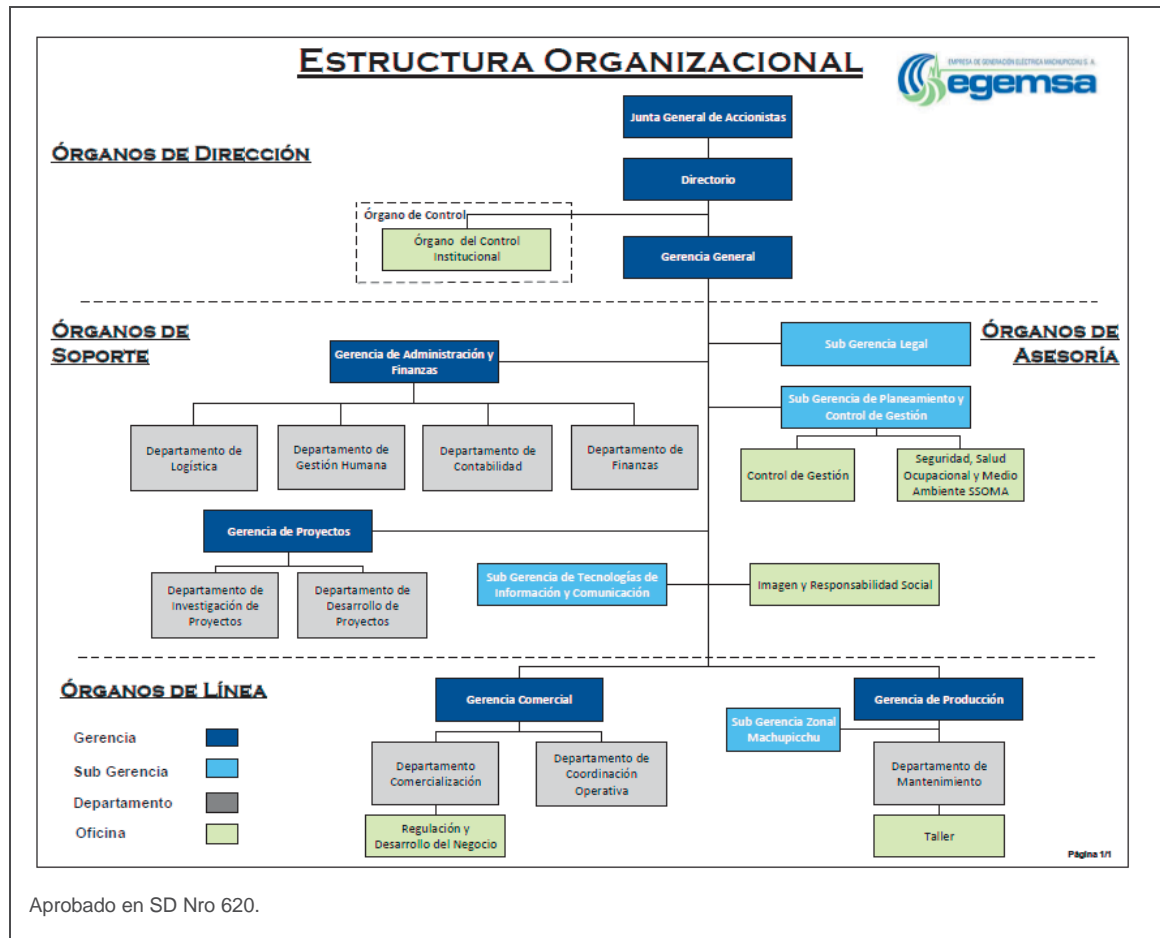 ESTRUCTURA ORGANIZACIONAL
EMPRESA DE GENERACIÓN ELÉCTRICA MACHUPICCHU S. A.
egemsa
Junta General de Accionistas
ÓRGANOS DE DIRECCIÓN
Directorio
Órgano de Control
Órgano del Control
Institucional
Gerencia General
ÓRGANOS DE
SOPORTE
ÓRGANOS DE
ASESORÍA
Sub Gerencia Legal
Gerencia de Administración y
Finanzas
Sub Gerencia de Planeamiento y
Control de Gestión
Departamento de
Logística
Departamento de
Gestión Humana
Departamento de
Contabilidad
Departamento de
Finanzas
Control de Gestión
Seguridad, Salud
Ocupacional y Medio
Ambiente SSOMA
Gerencia de Proyectos
Departamento de
Investigación de
Proyectos
Departamento de
Desarrollo de
Proyectos
Sub Gerencia de Tecnologías de
Información y Comunicación
Imagen y Responsabilidad Social
ÓRGANOS DE LÍNEA
Gerencia Comercial
Gerencia de Producción
Sub Gerencia Zonal
Machupicchu
Departamento
Comercialización
Departamento de
Coordinación
Operativa
Departamento de
Mantenimiento
Regulación y
Desarrollo del Negocio
Taller
Gerencia
Sub Gerencia
Departamento
Oficina
Página 1/1
Aprobado en SD Nro 620.